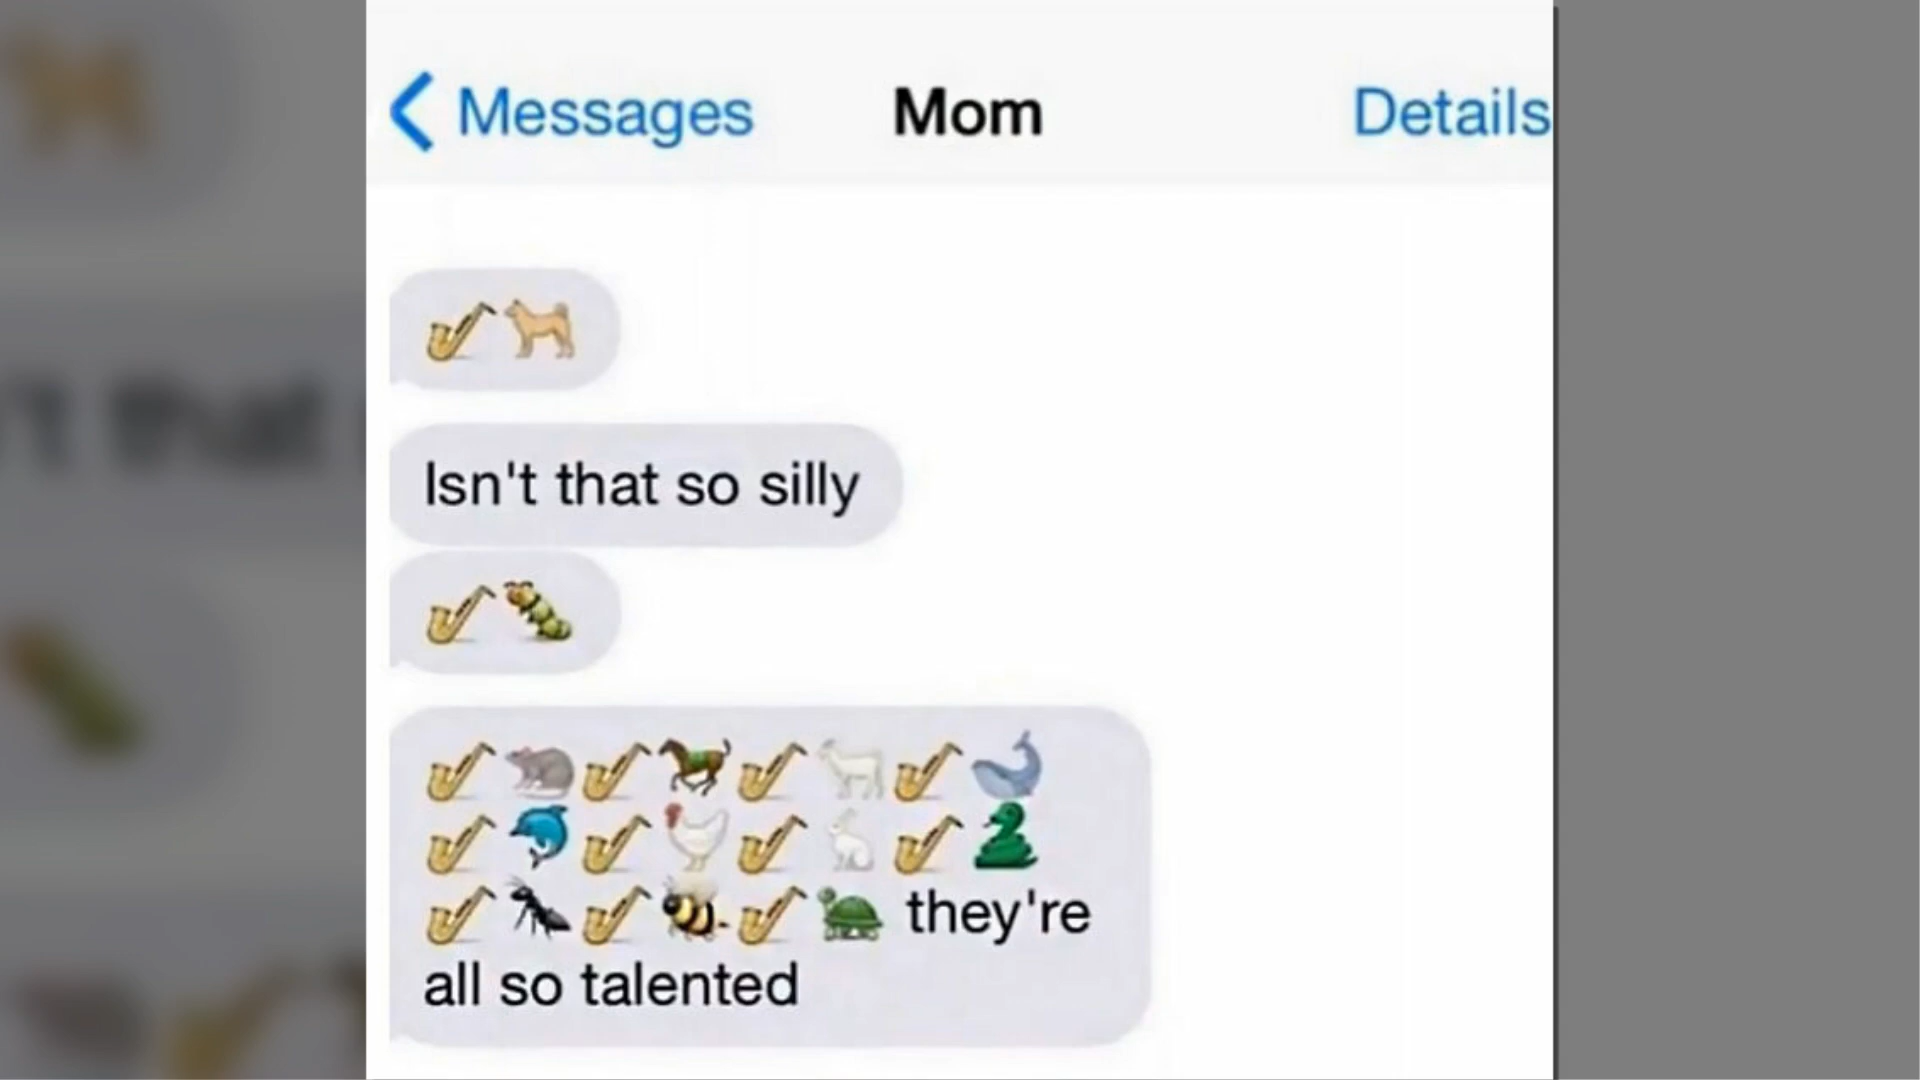 Messages Mom Details
🎷🐕
Isn't that so silly
🎷🐛
🎷🐀🎷🐎🎷🐐🎷🐋
🎷🐬🎷🐓🎷🐇🎷🐍
🎷🐜🎷🐝🎷🐢 they're
all so talented